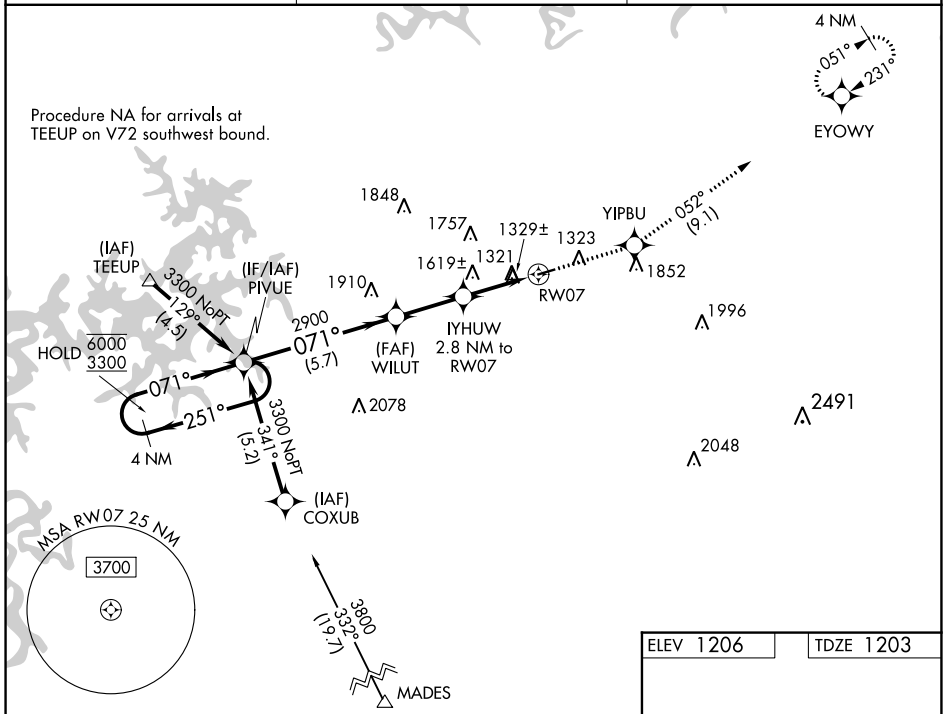 4 NM
051°
231°
EYOWY
Procedure NA for arrivals at
TEEUP on V72 southwest bound.
1848
1757
1329±
1619±
1321
1323
YIPBU
052°
(9.1)
1852
RW07
(IAF)
TEEUP
3300 NoPT
129°
(4.5)
(IF/IAF)
PIVUE
1910
2900
071°
(5.7)
(FAF)
WILUT
IYHUW
2.8 NM to
RW07
1996
HOLD
6000
3300
071°
251°
4 NM
2078
2491
2048
3300 NoPT
341°
(5.2)
(IAF)
COXUB
MSA RW07 25 NM
3700
3800
332°
(19.7)
MADES
ELEV 1206
TDZE 1203